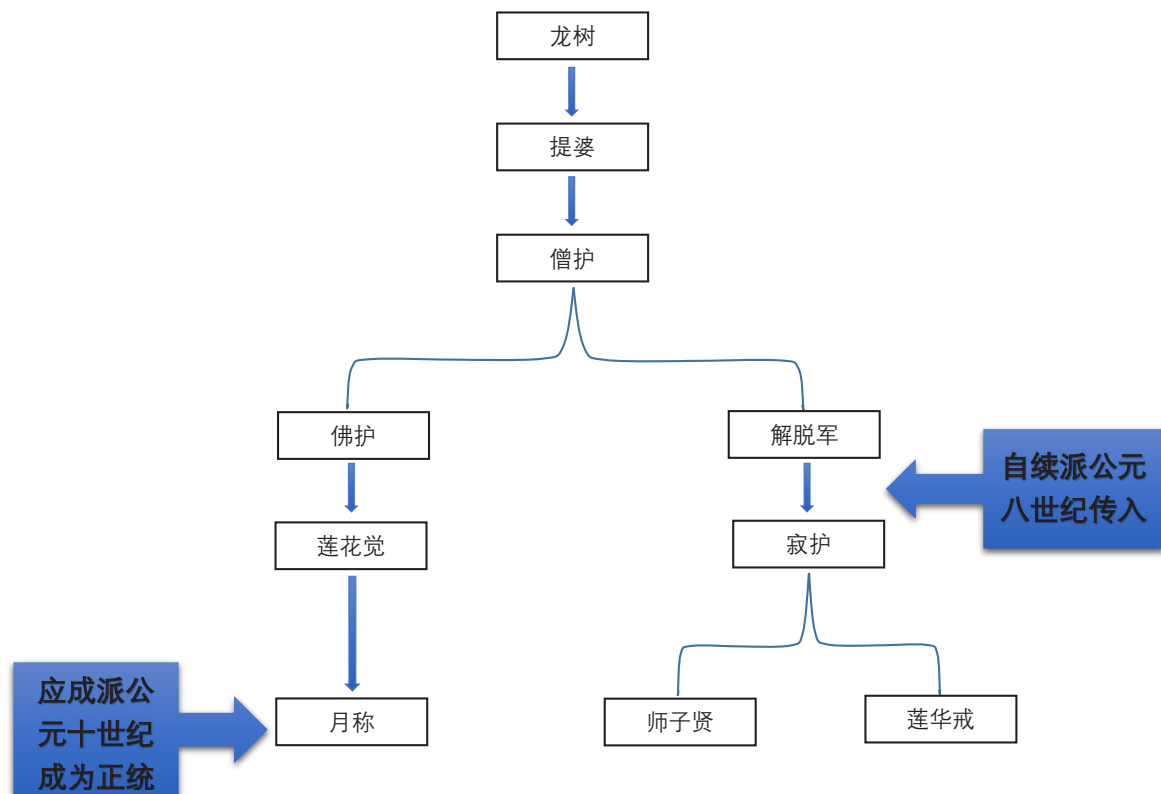 龙树
提婆
僧护
佛护
解脱军
自续派公元
八世纪传入
莲花觉
寂护
应成派公
元十世纪
成为正统
月称
师子贤
莲华戒